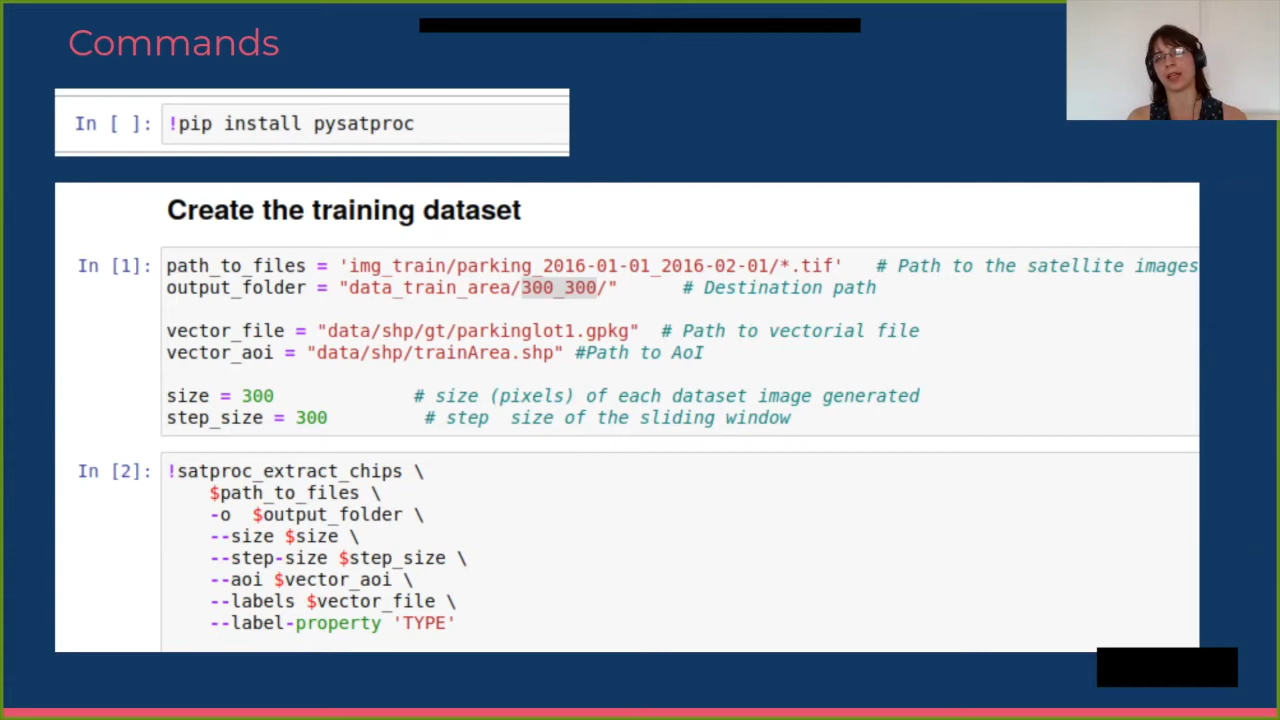 Commands
In [ ]: !pip install pysatproc
Create the training dataset
In [1]: path_to_files = 'img_train/parking_2016-01-01_2016-02-01/*.tif' # Path to the satellite images
output_folder = "data_train_area/300_300/" # Destination path
vector_file = "data/shp/gt/parkinglot1.gpkg" # Path to vectorial file
vector_aoi = "data/shp/trainArea.shp" #Path to AoI
size = 300 # size (pixels) of each dataset image generated
step_size = 300 # step size of the sliding window
In [2]: !satproc_extract_chips \
$path_to_files \
-o $output_folder \
--size $size \
--step-size $step_size \
--aoi $vector_aoi \
--labels $vector_file \
--label-property 'TYPE'